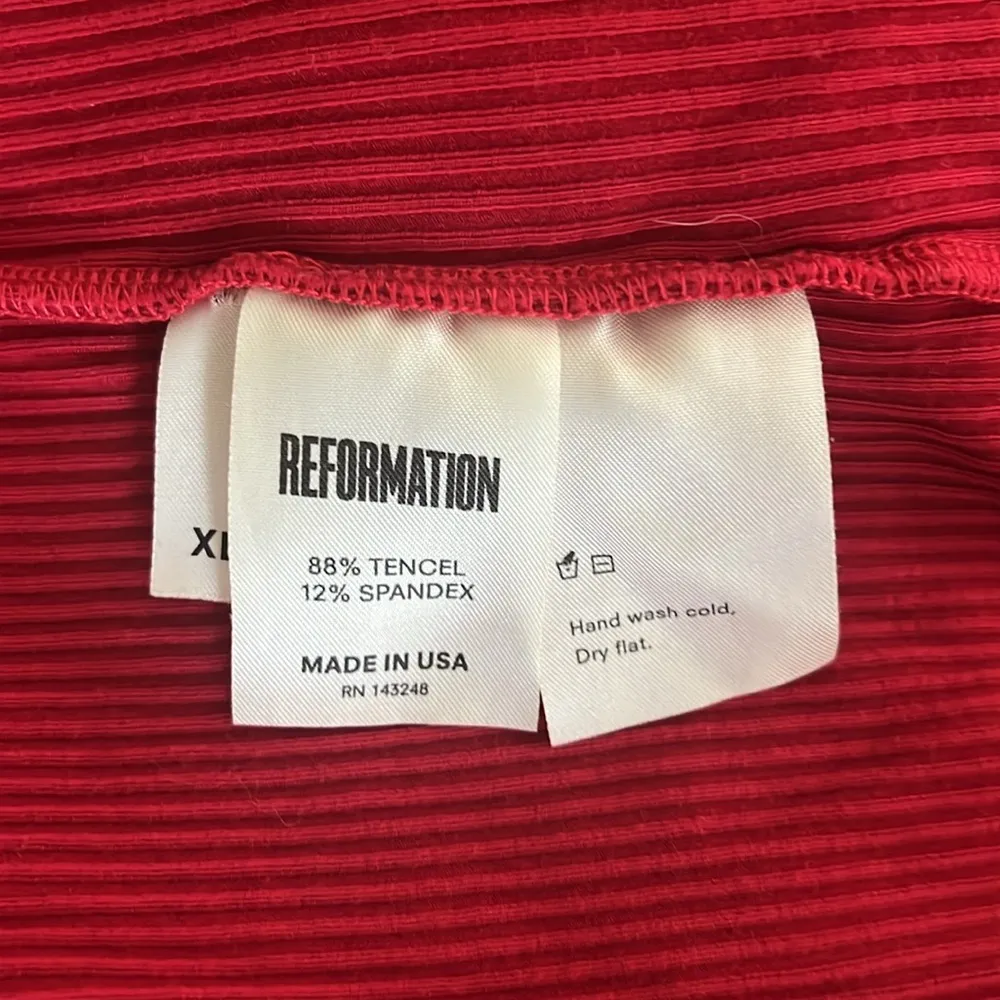 XL
REFORMATION
88% TENCEL
12% SPANDEX
MADE IN USA
RN 143248
Hand wash cold,
Dry flat.